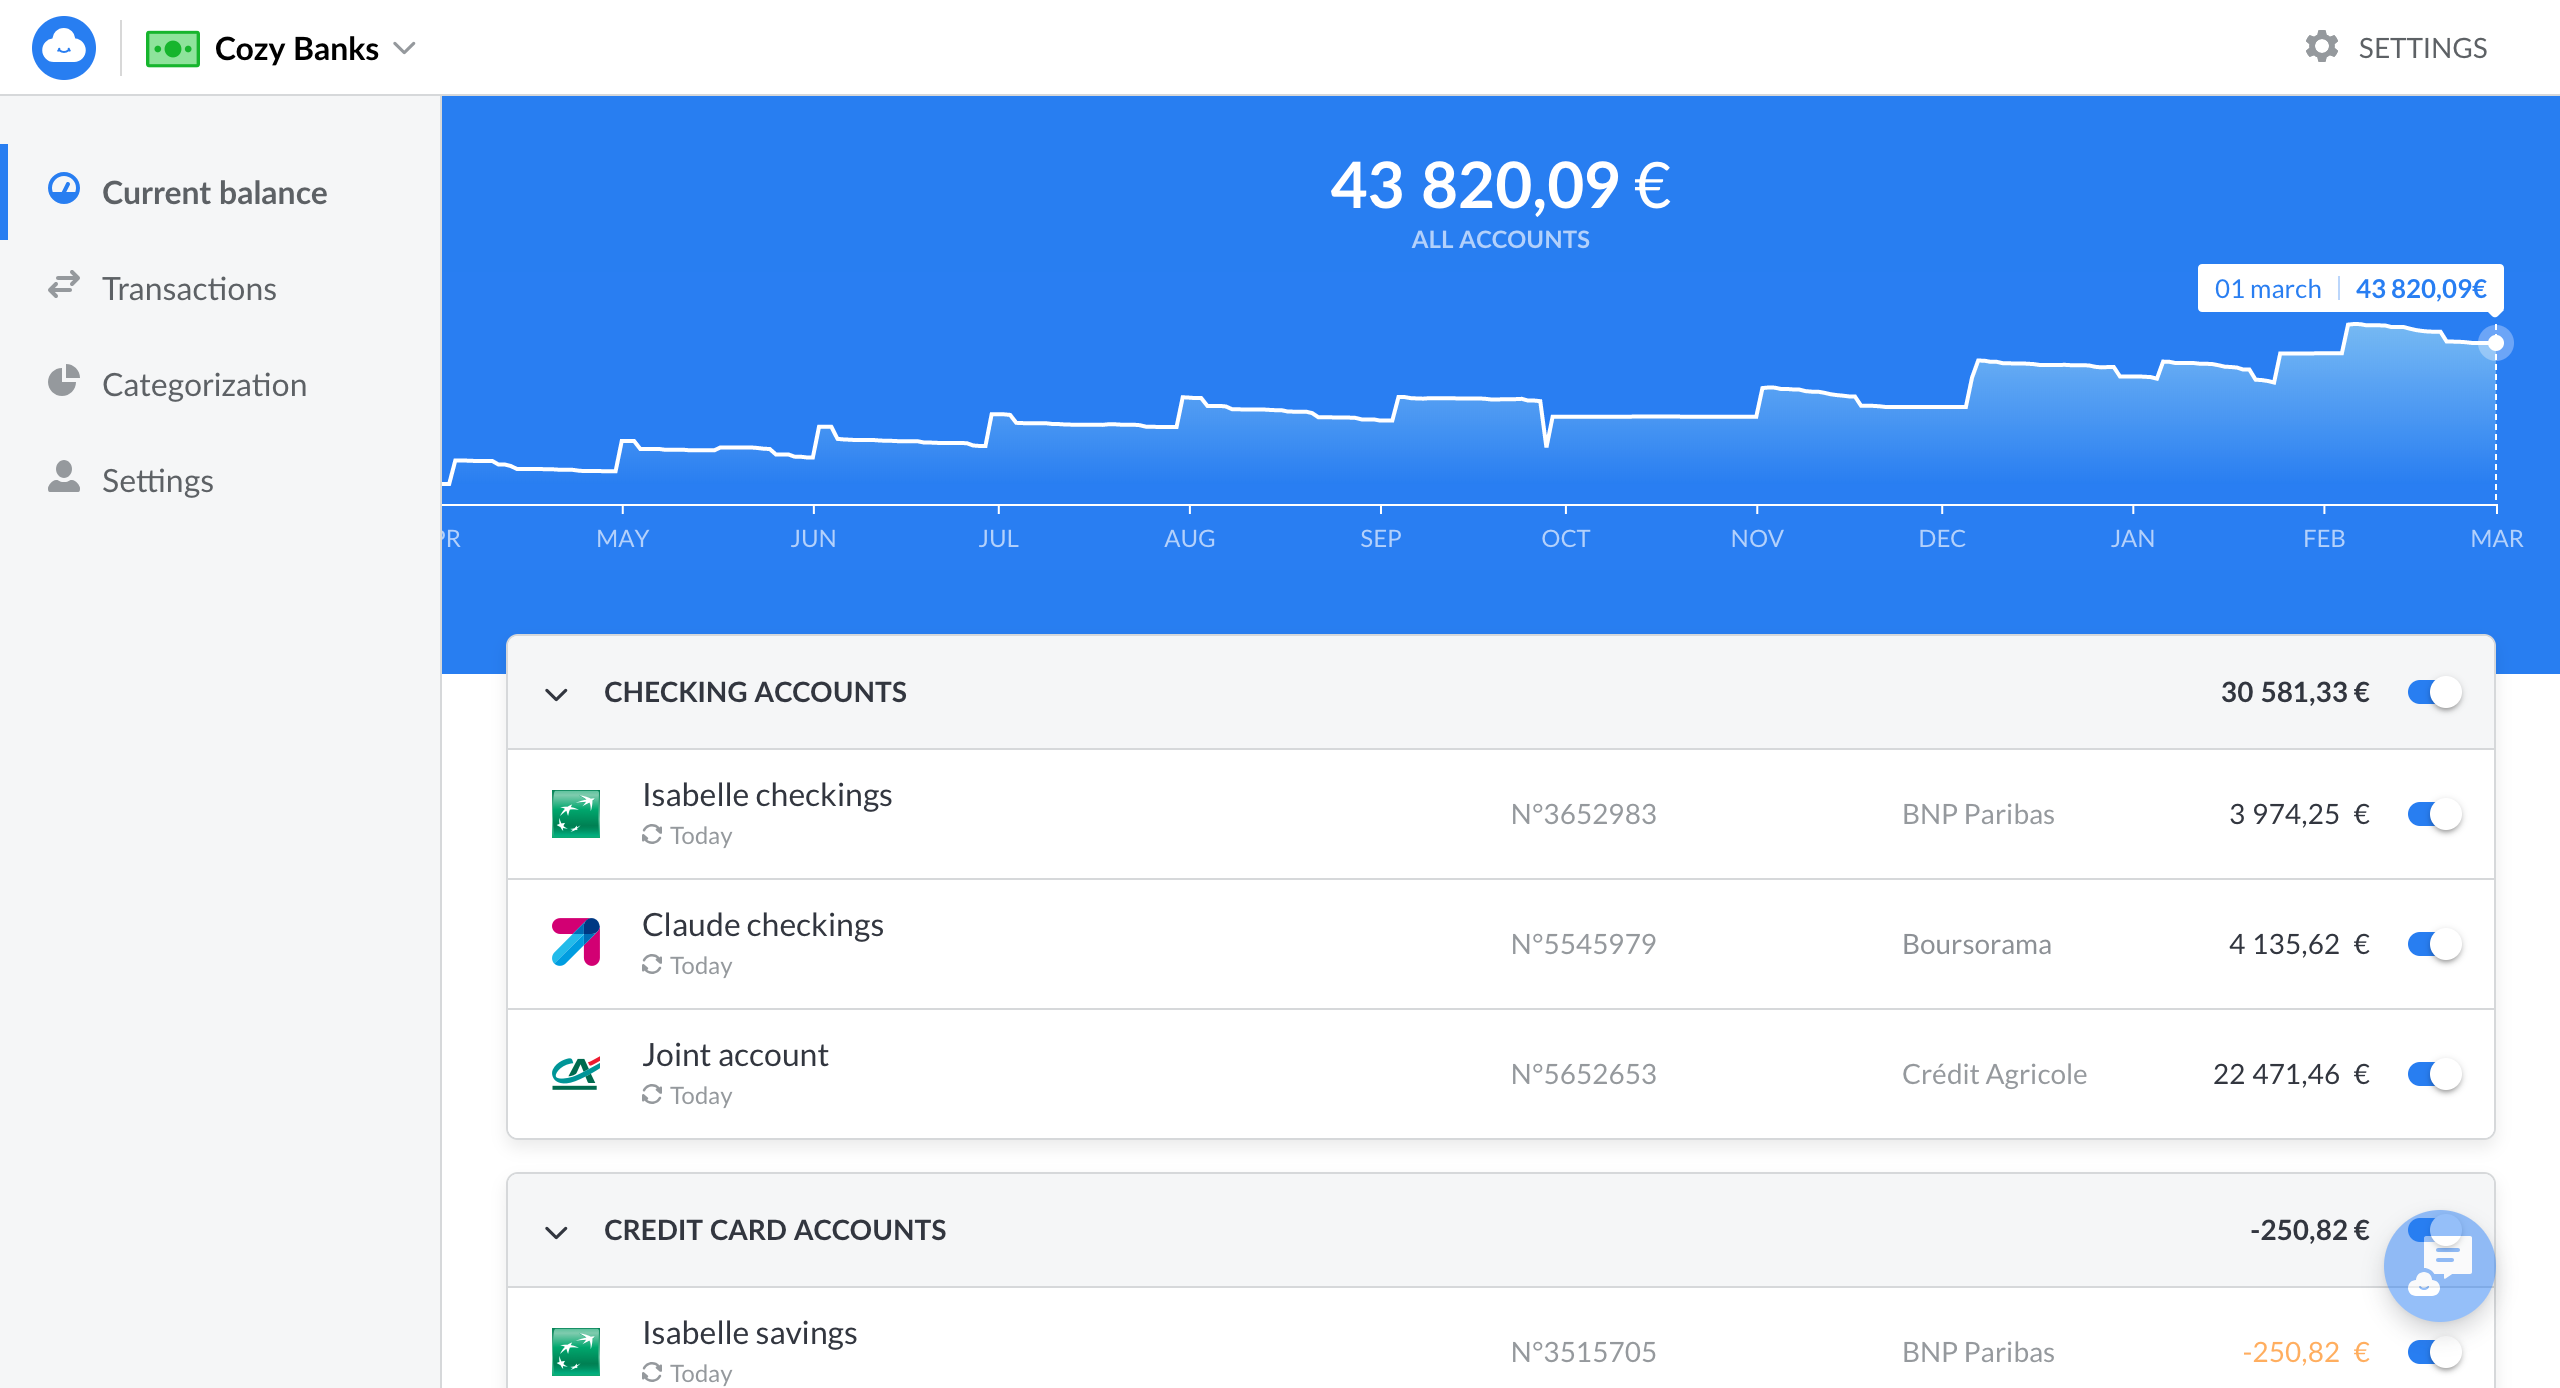 Cozy Banks
SETTINGS
Current balance
Transactions
Categorization
Settings
43 820,09 €
ALL ACCOUNTS
01 march 43 820,09€
PR MAY JUN JUL AUG SEP OCT NOV DEC JAN FEB MAR
CHECKING ACCOUNTS 30 581,33 €
Isabelle checkings N°3652983 BNP Paribas 3 974,25 €
Today
Claude checkings N°5545979 Boursorama 4 135,62 €
Today
Joint account N°5652653 Crédit Agricole 22 471,46 €
Today
CREDIT CARD ACCOUNTS -250,82 €
Isabelle savings N°3515705 BNP Paribas -250,82 €
Today